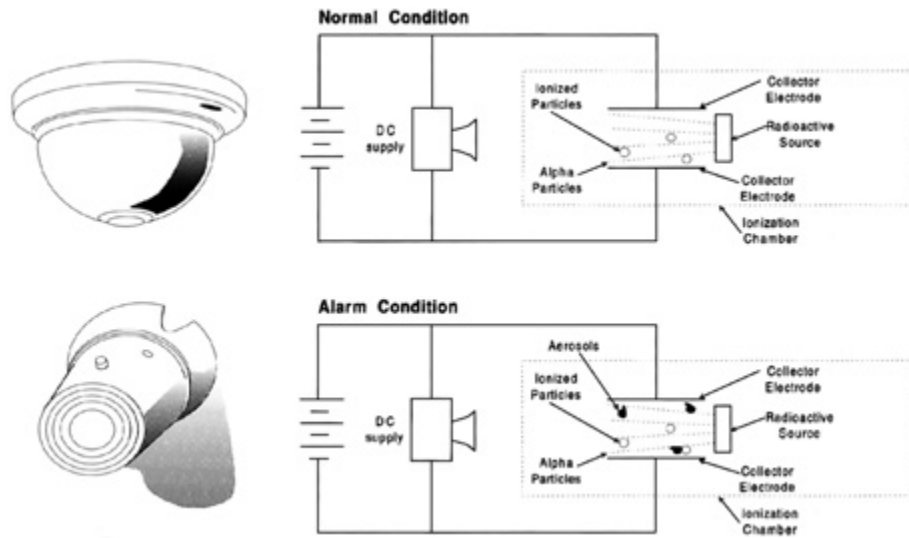 Normal Condition
DC
supply
Ionized
Particles
Alpha
Particles
Collector
Electrode
Radioactive
Source
Collector
Electrode
Ionization
Chamber
Alarm Condition
DC
supply
Aerosols
Ionized
Particles
Alpha
Particles
Collector
Electrode
Radioactive
Source
Collector
Electrode
Ionization
Chamber